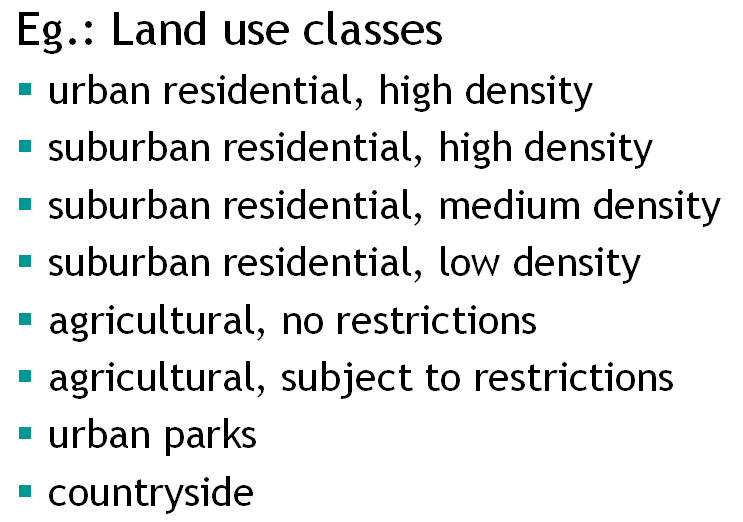 Eg.: Land use classes
▪ urban residential, high density
▪ suburban residential, high density
▪ suburban residential, medium density
▪ suburban residential, low density
▪ agricultural, no restrictions
▪ agricultural, subject to restrictions
▪ urban parks
▪ countryside